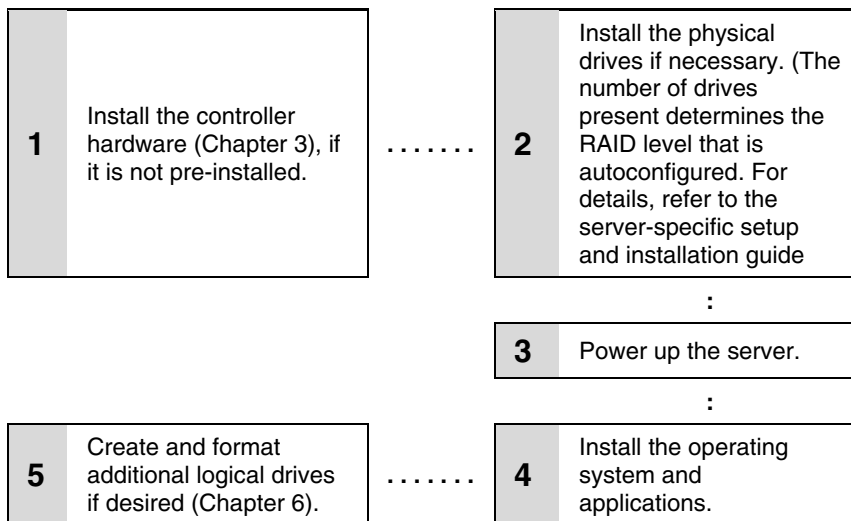 1
Install the controller
hardware (Chapter 3), if
it is not pre-installed.
.......
2
Install the physical
drives if necessary. (The
number of drives
present determines the
RAID level that is
autoconfigured. For
details, refer to the
server-specific setup
and installation guide
:
3
Power up the server.
:
4
Install the operating
system and
applications.
.......
5
Create and format
additional logical drives
if desired (Chapter 6).